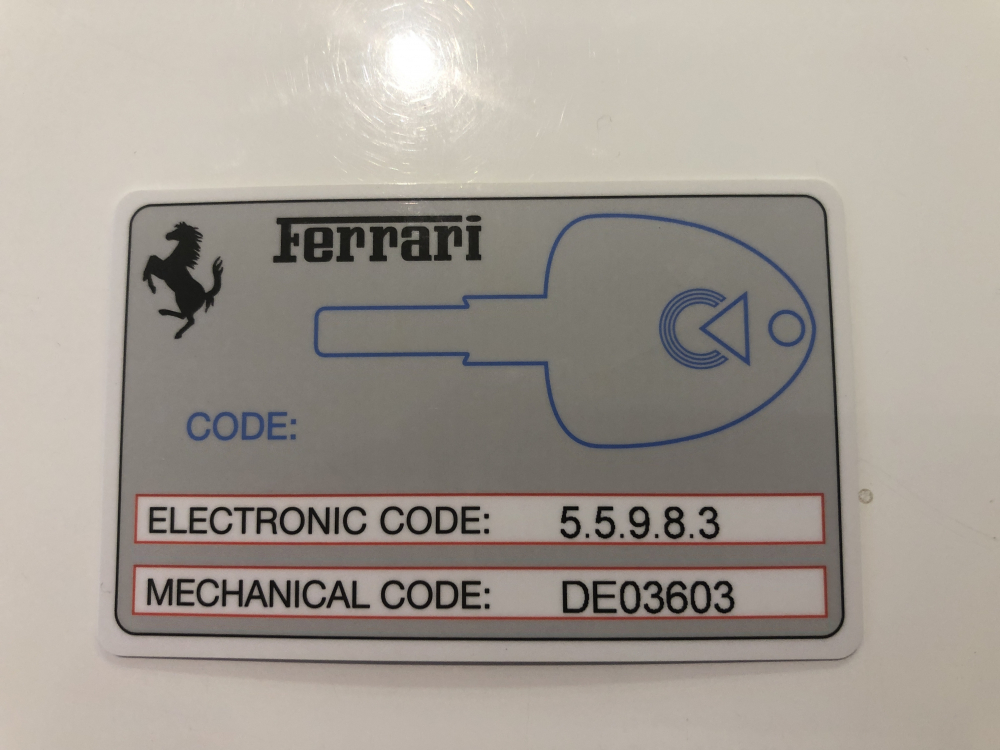 Ferrari
CODE:
ELECTRONIC CODE: 5.5.9.8.3
MECHANICAL CODE: DE03603